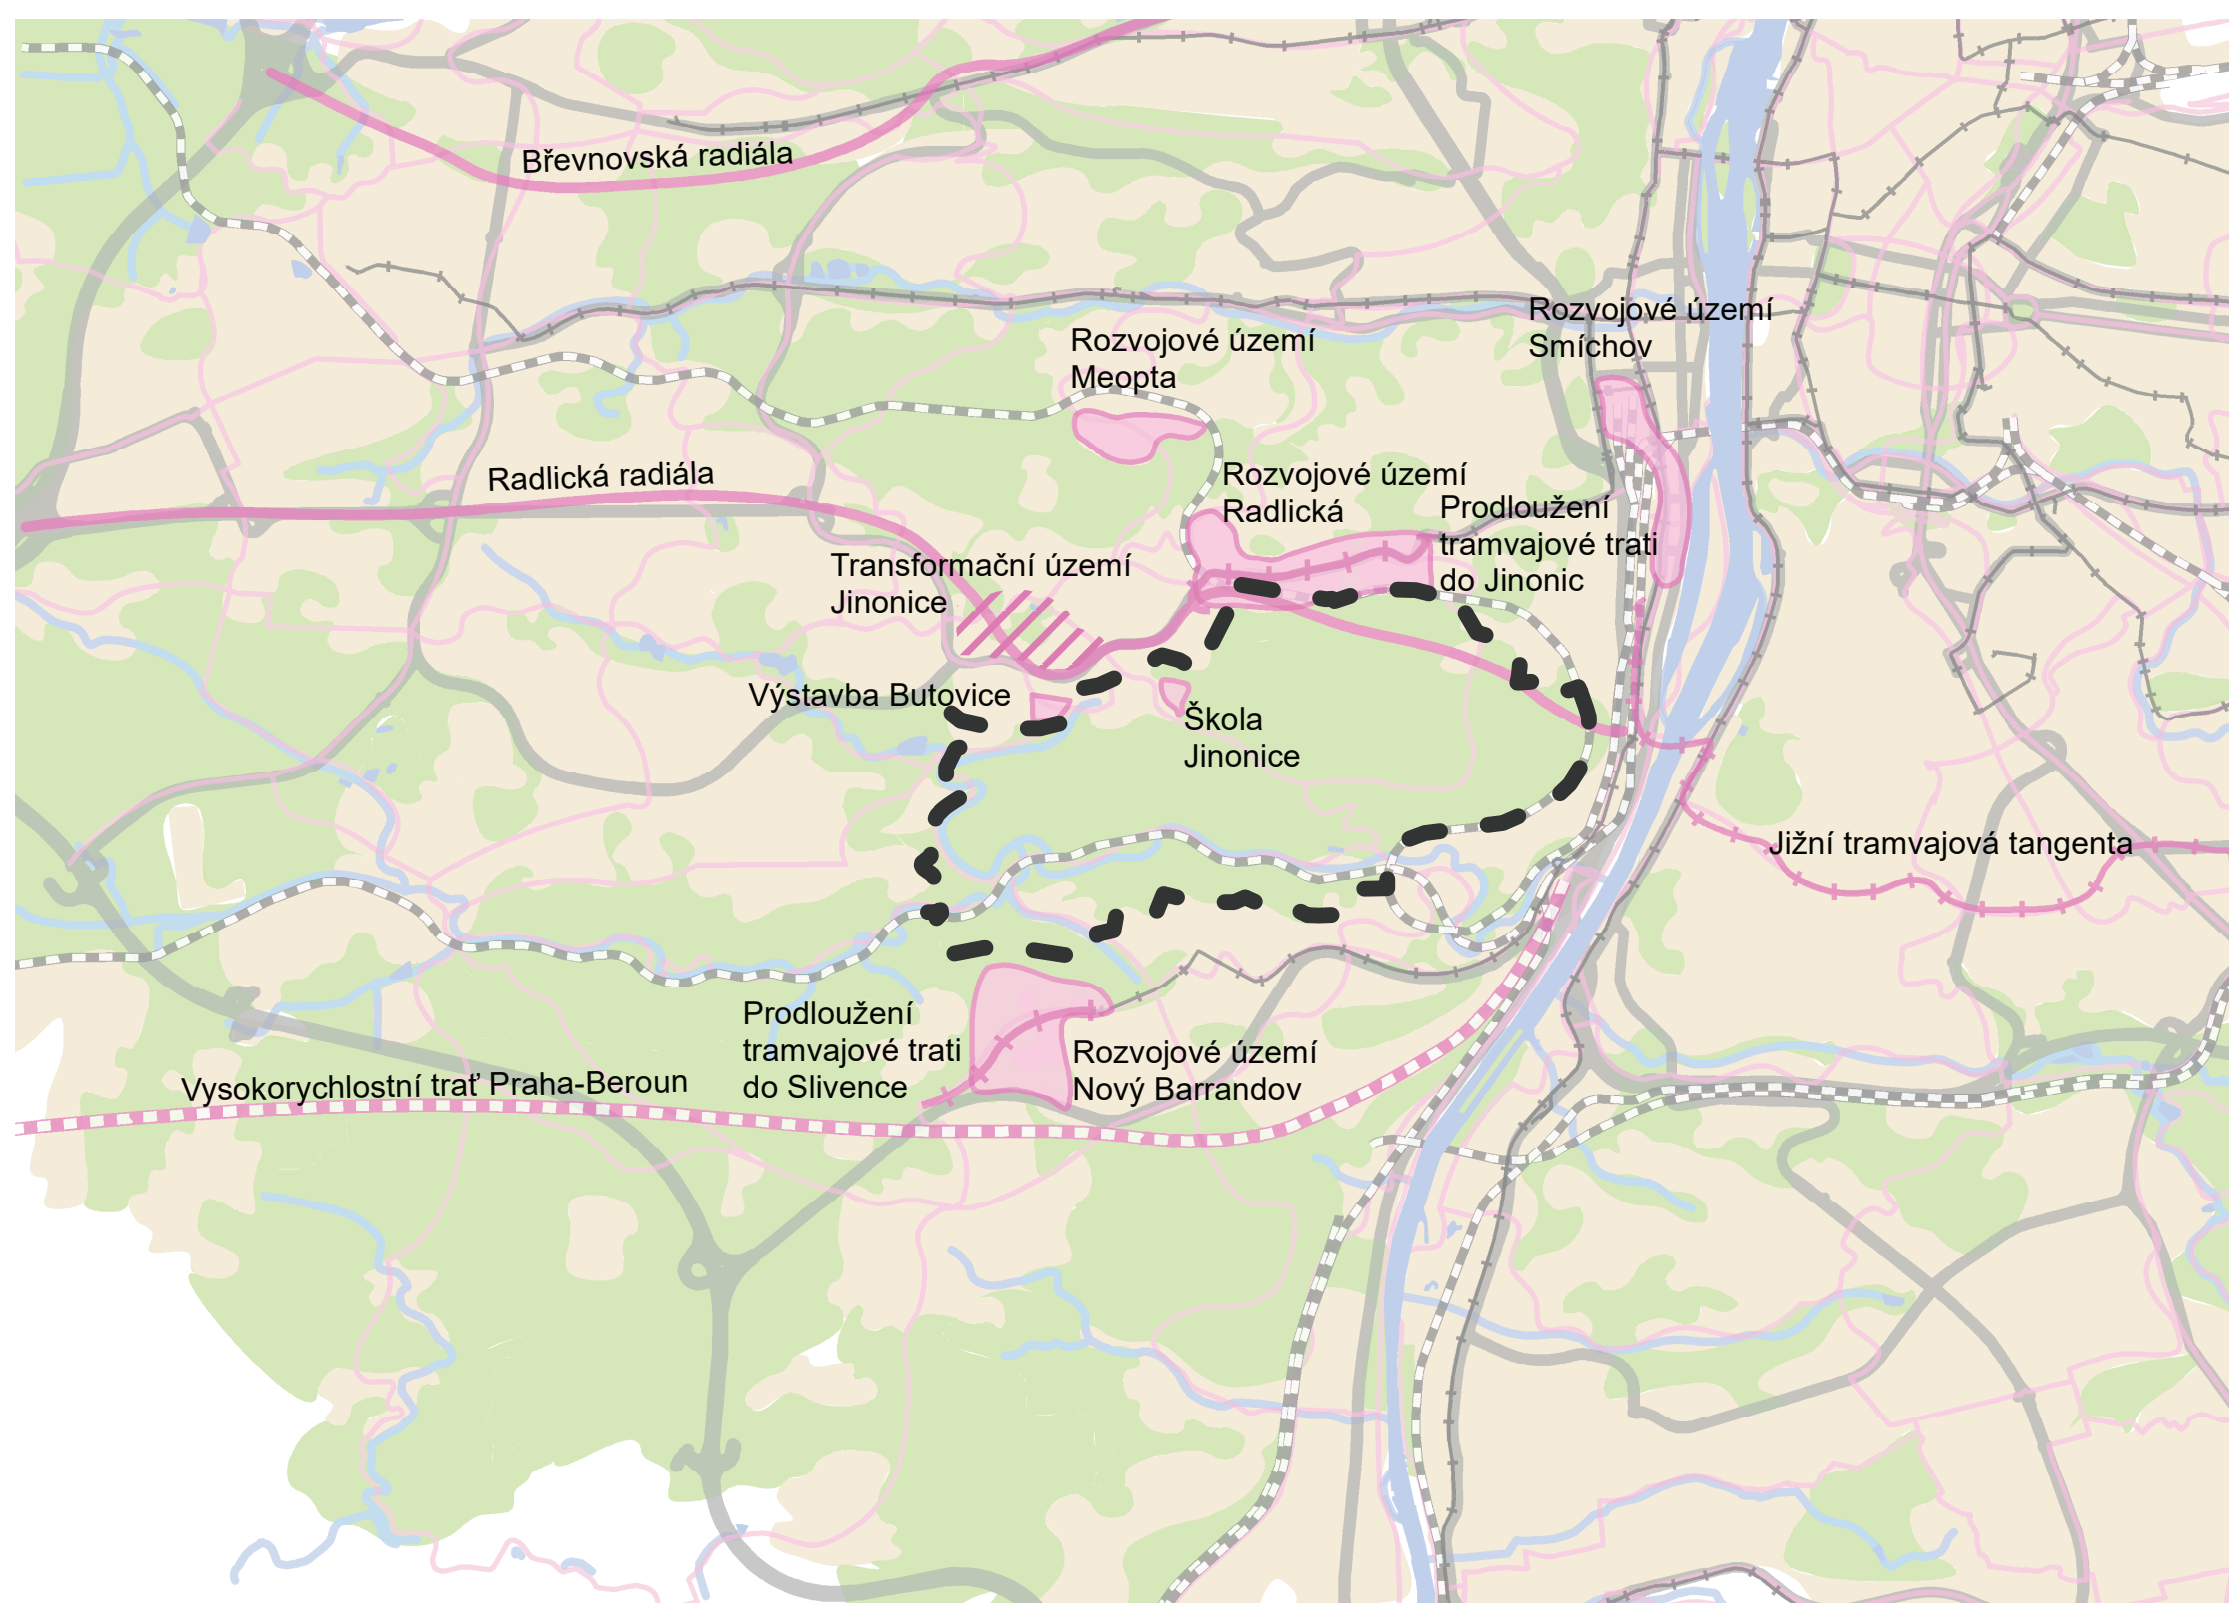 Břevnovská radiála
Rozvojové území
Smíchov
Rozvojové území
Meopta
Radlická radiála
Rozvojové území
Radlická
Prodloužení
tramvajové trati
do Jinonic
Transformační území
Jinonice
Výstavba Butovice
Škola
Jinonice
Jižní tramvajová tangenta
Prodloužení
tramvajové trati
do Slivence
Rozvojové území
Nový Barrandov
Vysokorychlostní trať Praha-Beroun